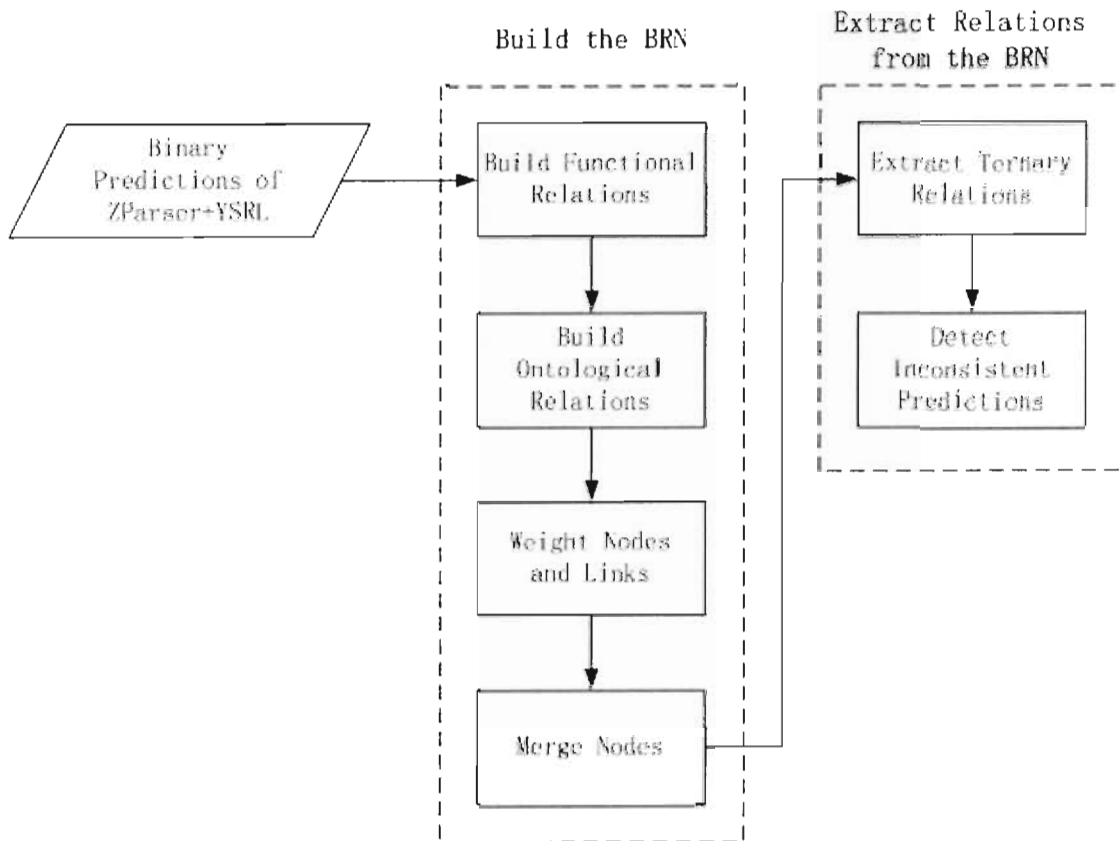 Build the BRN
Extract Relations
from the BRN
Binary
Predictions of
ZParser+YSRL
Build Functional
Relations
Build
Ontological
Relations
Weight Nodes
and Links
Merge Nodes
Extract Ternary
Relations
Detect
Inconsistent
Predictions